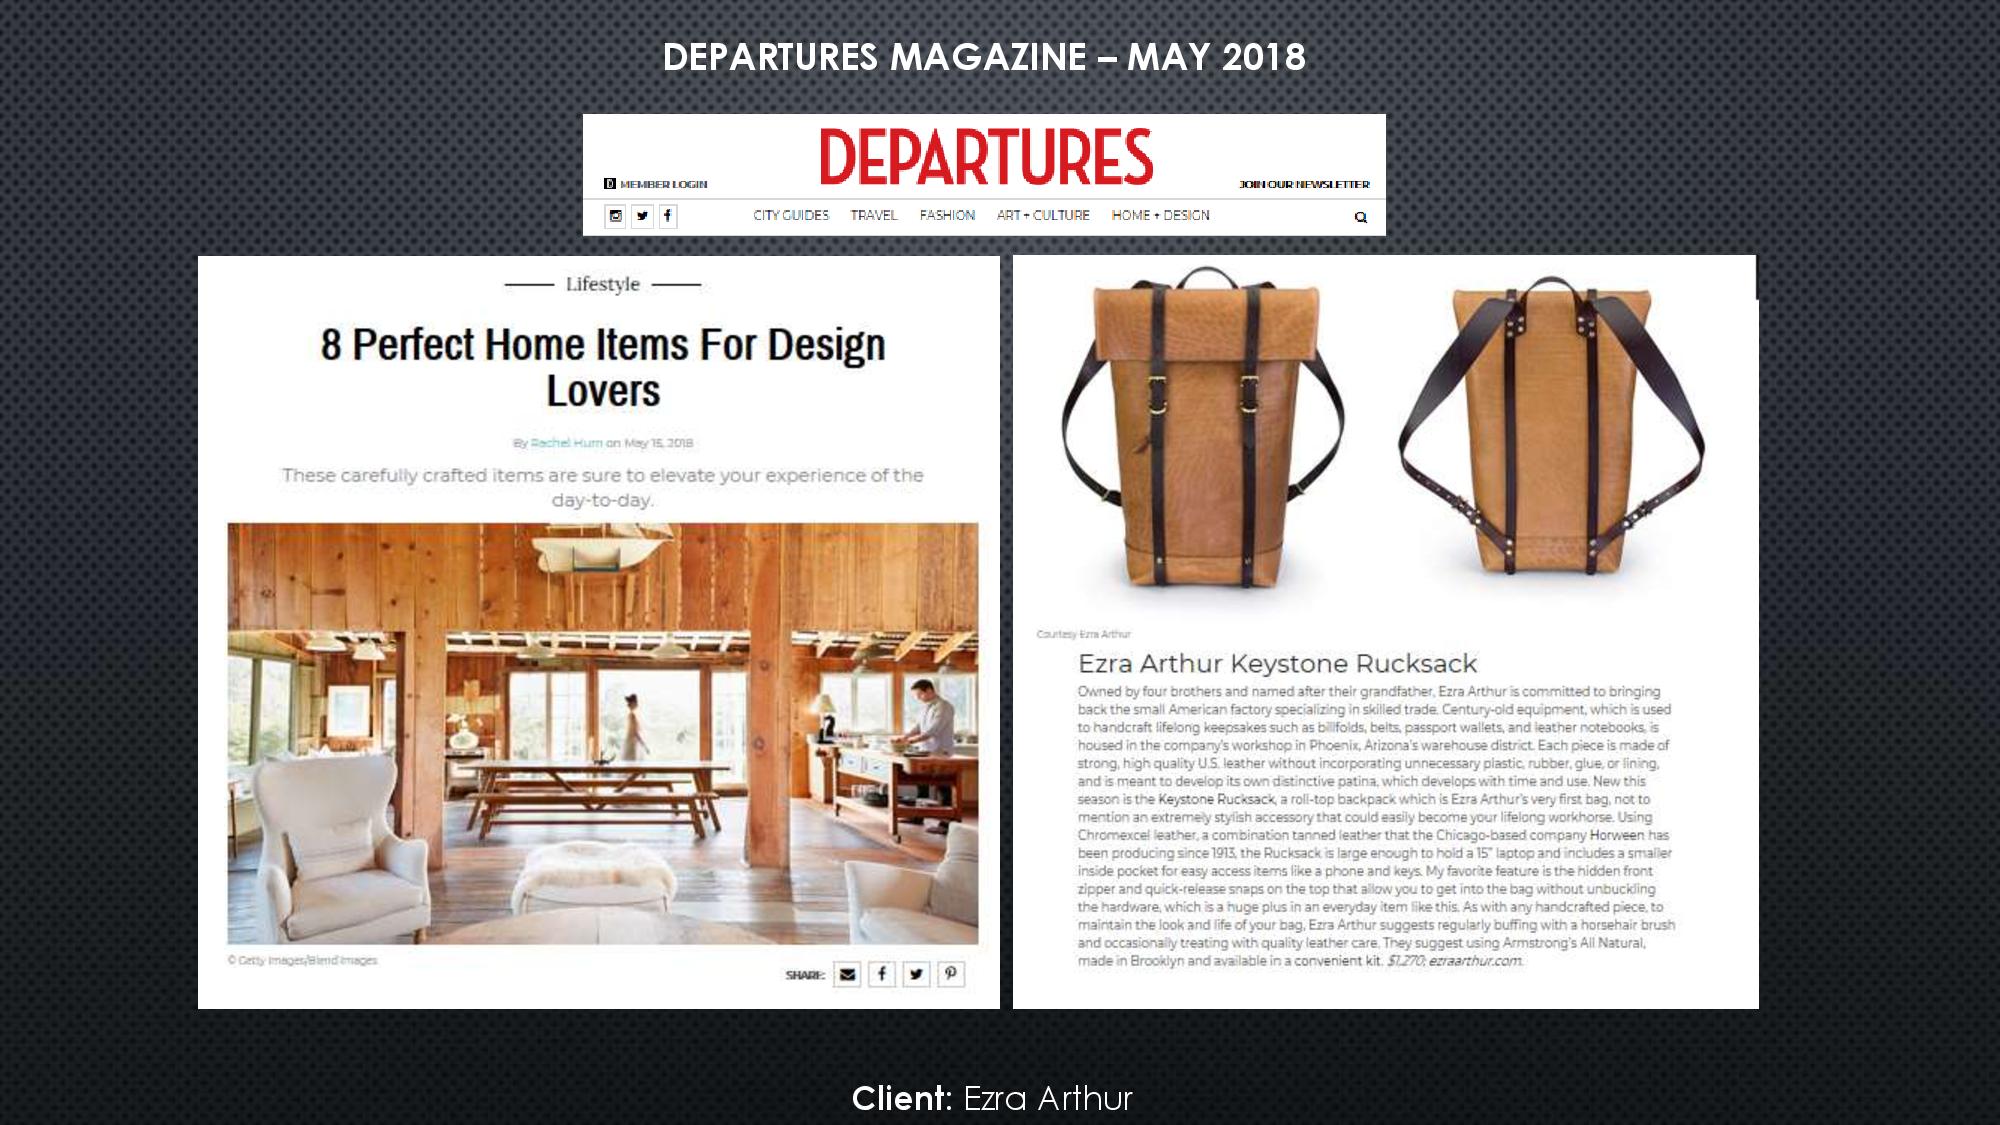 DEPARTURES MAGAZINE – MAY 2018
DEPARTURES
D MEMBER LOGIN
JOIN OUR NEWSLETTER
CITY GUIDES TRAVEL FASHION ART + CULTURE HOME + DESIGN
Lifestyle
8 Perfect Home Items For Design
Lovers
By Rachel Hurn on May 15, 2018
These carefully crafted items are sure to elevate your experience of the
day-to-day.
© Getty Images/Blend Images
SHARE:
Courtesy Ezra Arthur
Ezra Arthur Keystone Rucksack
Owned by four brothers and named after their grandfather, Ezra Arthur is committed to bringing
back the small American factory specializing in skilled trade. Century-old equipment, which is used
to handcraft lifelong keepsakes such as billfolds, belts, passport wallets, and leather notebooks, is
housed in the company's workshop in Phoenix, Arizona's warehouse district. Each piece is made of
strong, high quality U.S. leather without incorporating unnecessary plastic, rubber, glue, or lining,
and is meant to develop its own distinctive patina, which develops with time and use. New this
season is the Keystone Rucksack, a roll-top backpack which is Ezra Arthur's very first bag, not to
mention an extremely stylish accessory that could easily become your lifelong workhorse. Using
Chromexcel leather, a combination tanned leather that the Chicago-based company Horween has
been producing since 1913, the Rucksack is large enough to hold a 15" laptop and includes a smaller
inside pocket for easy access items like a phone and keys. My favorite feature is the hidden front
zipper and quick-release snaps on the top that allow you to get into the bag without unbuckling
the hardware, which is a huge plus in an everyday item like this. As with any handcrafted piece, to
maintain the look and life of your bag, Ezra Arthur suggests regularly buffing with a horsehair brush
and occasionally treating with quality leather care. They suggest using Armstrong's All Natural,
made in Brooklyn and available in a convenient kit. $1,270; ezraarthur.com.
Client: Ezra Arthur